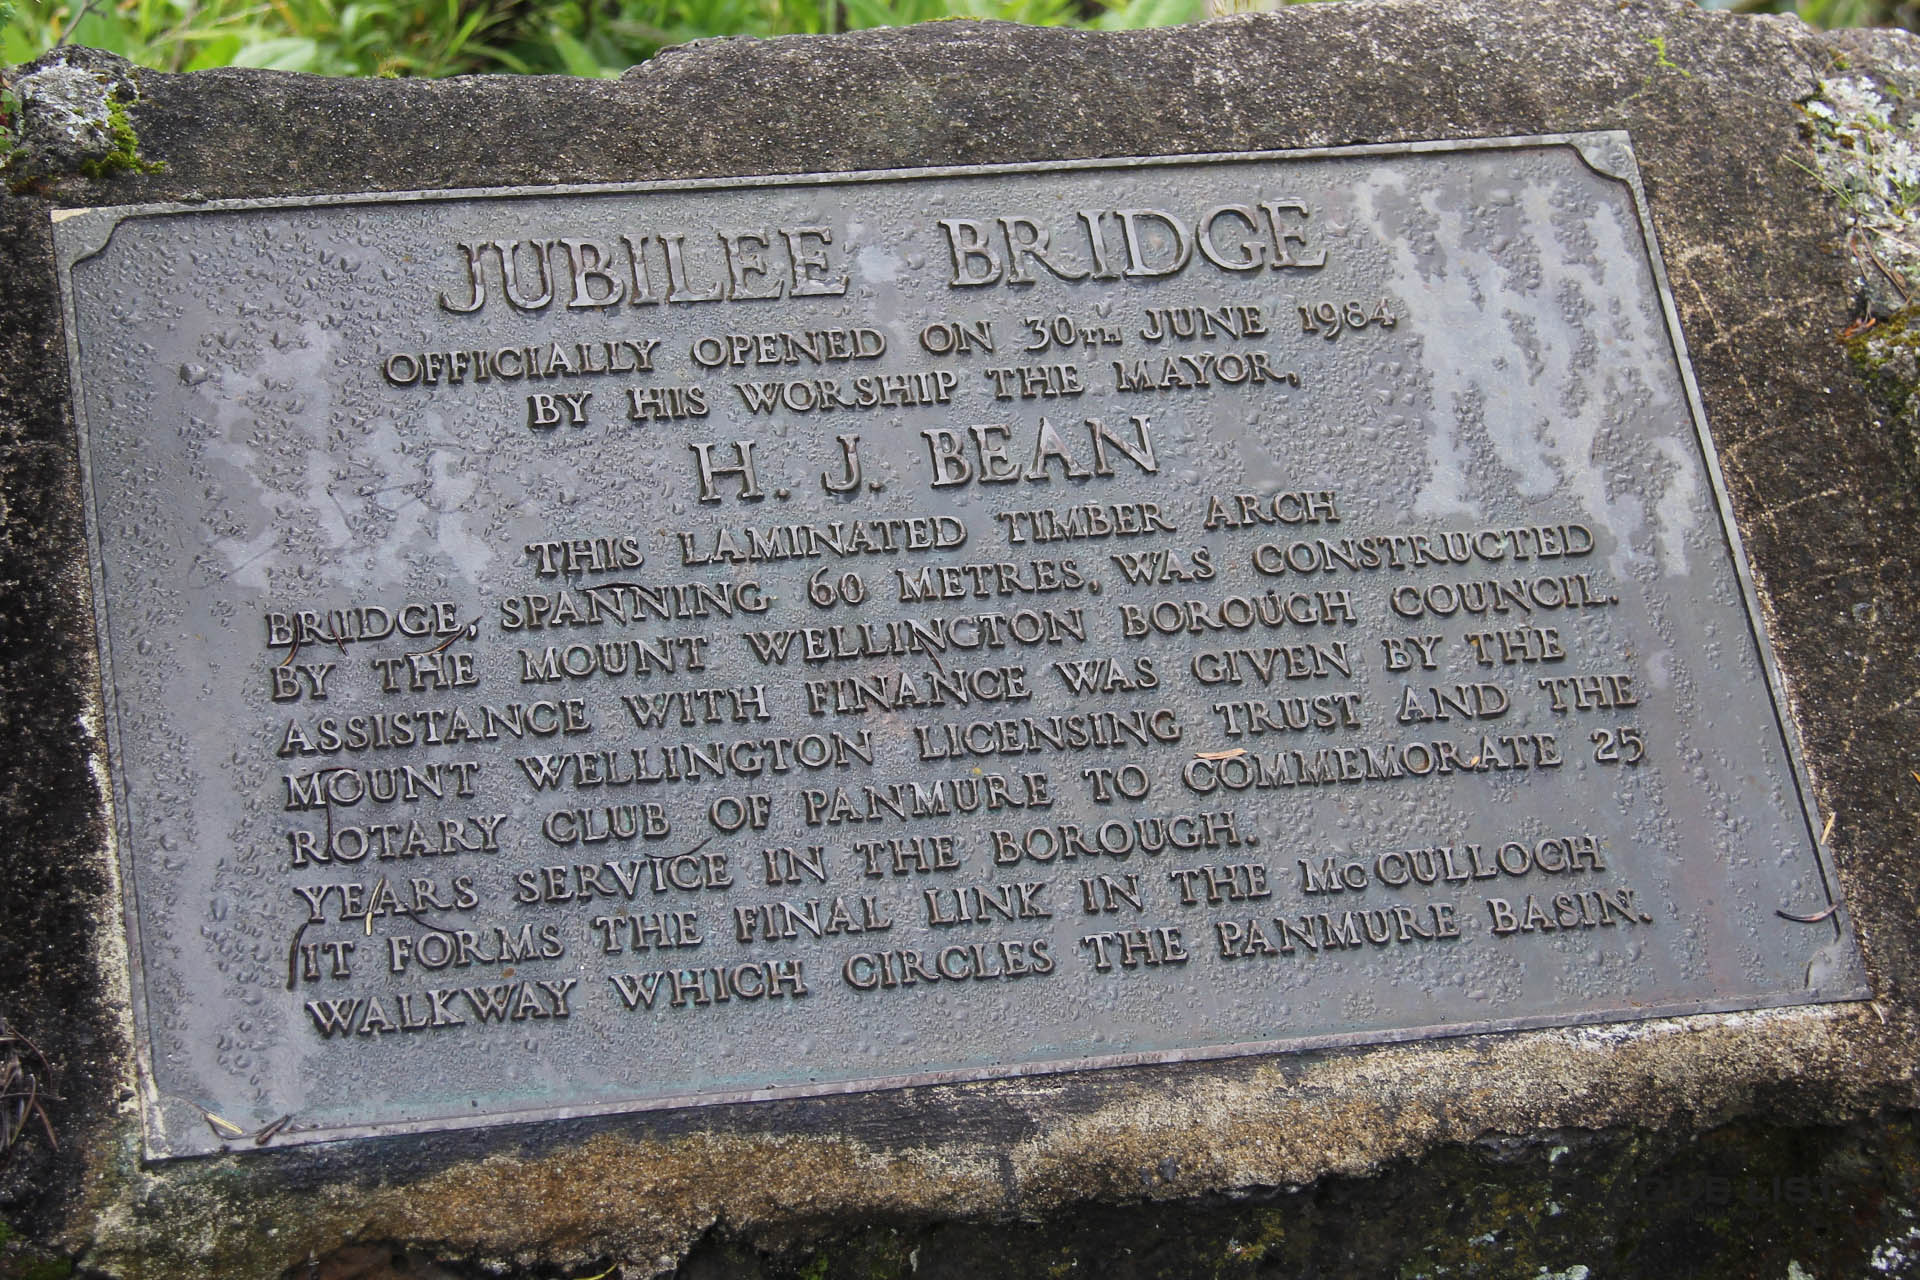 JUBILEE BRIDGE
OFFICIALLY OPENED ON 30TH JUNE 1984
BY HIS WORSHIP THE MAYOR,
H. J. BEAN
THIS LAMINATED TIMBER ARCH
BRIDGE, SPANNING 60 METRES, WAS CONSTRUCTED
BY THE MOUNT WELLINGTON BOROUGH COUNCIL.
ASSISTANCE WITH FINANCE WAS GIVEN BY THE
MOUNT WELLINGTON LICENSING TRUST AND THE
ROTARY CLUB OF PANMURE TO COMMEMORATE 25
YEARS SERVICE IN THE BOROUGH.
IT FORMS THE FINAL LINK IN THE McCULLOCH
WALKWAY WHICH CIRCLES THE PANMURE BASIN.